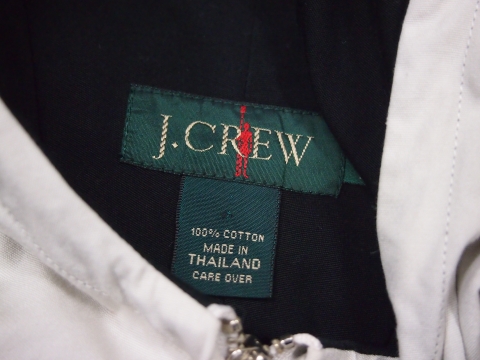 J.CREW
100% COTTON
MADE IN
THAILAND
CARE OVER